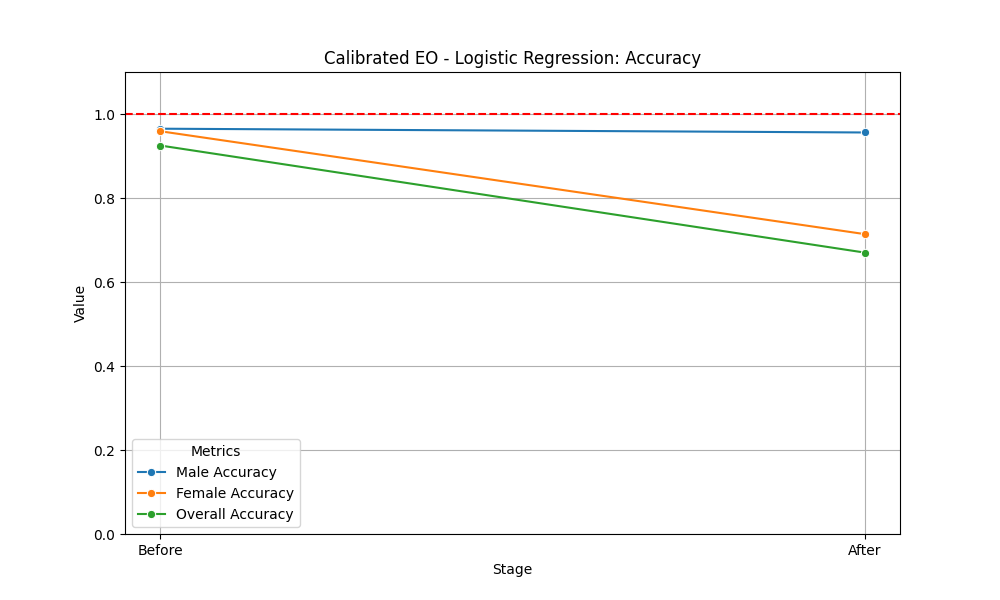 Calibrated EO - Logistic Regression: Accuracy
1.0
0.8
0.6
0.4
0.2
0.0
Value
Metrics
Male Accuracy
Female Accuracy
Overall Accuracy
Before
After
Stage